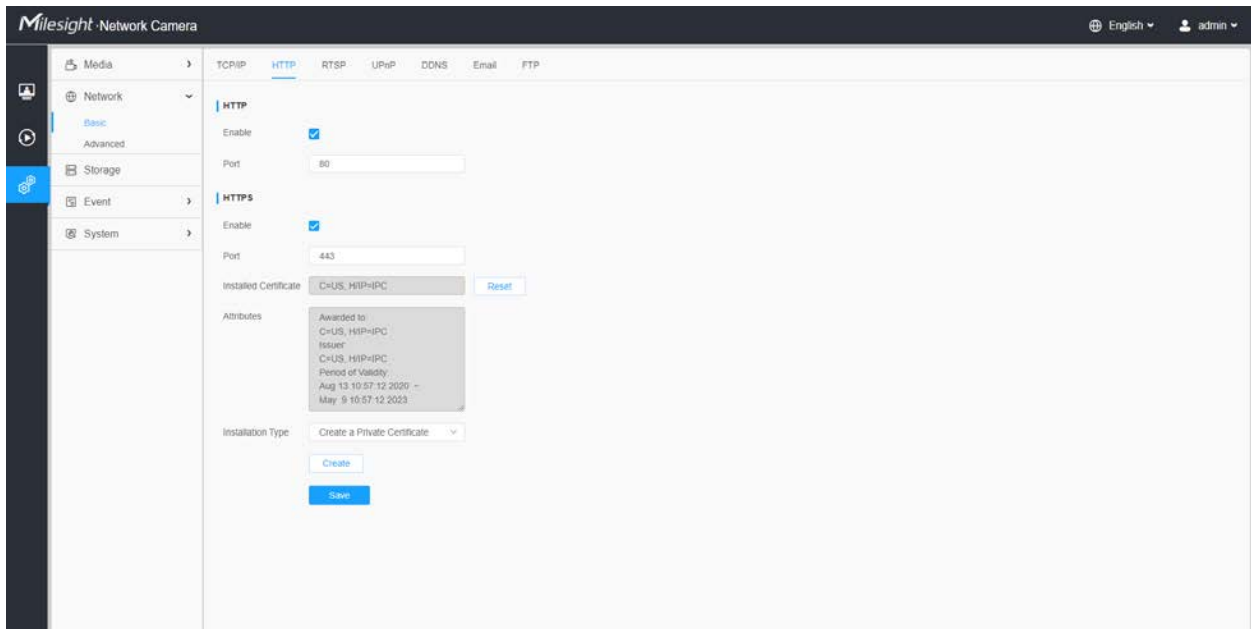 Milesight·Network Camera
English
admin
Media
Network
Basic
Advanced
Storage
Event
System
TCP/IP HTTP RTSP UPnP DDNS Email FTP
HTTP
Enable
Port 80
HTTPS
Enable
Port 443
Installed Certificate C=US, H/IP=IPC Reset
Attributes
Awarded to
C=US, H/IP=IPC
Issuer
C=US, H/IP=IPC
Period of Validity
Aug 13 10:57:12 2020 ~
May 9 10:57:12 2023
Installation Type Create a Private Certificate
Create
Save